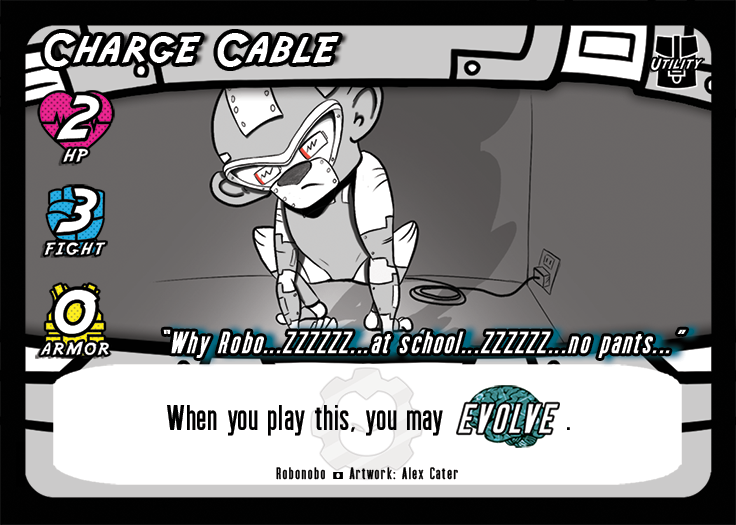 Charge Cable
Utility
2
HP
3
Fight
0
Armor
"Why Robo...ZZZZZZ...at school...ZZZZZZ...no pants..."
When you play this, you may EVOLVE.
Robonobo Artwork: Alex Cater